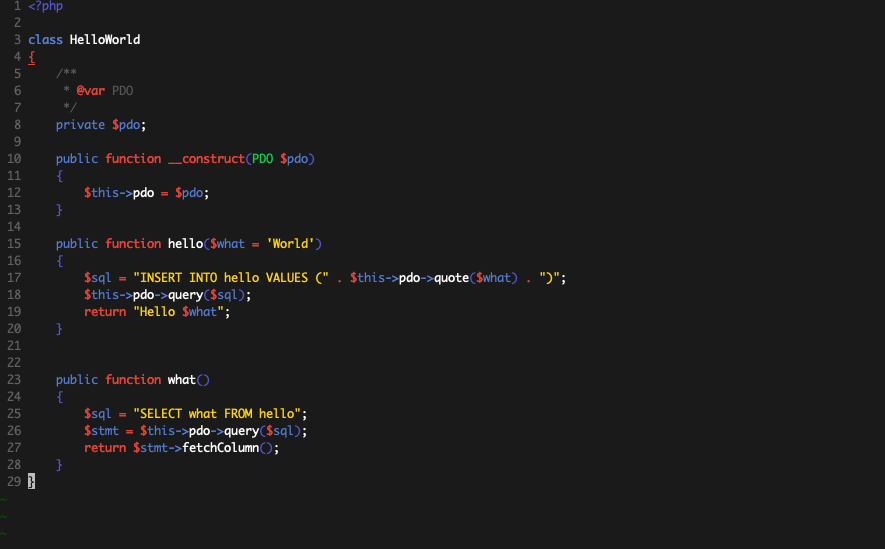 1 <?php
2
3 class HelloWorld
4 {
5     /**
6      * @var PDO
7      */
8     private $pdo;
9
10     public function __construct(PDO $pdo)
11     {
12         $this->pdo = $pdo;
13     }
14
15     public function hello($what = 'World')
16     {
17         $sql = "INSERT INTO hello VALUES (" . $this->pdo->quote($what) . ")";
18         $this->pdo->query($sql);
19         return "Hello $what";
20     }
21
22
23     public function what()
24     {
25         $sql = "SELECT what FROM hello";
26         $stmt = $this->pdo->query($sql);
27         return $stmt->fetchColumn();
28     }
29 }
~
~
~